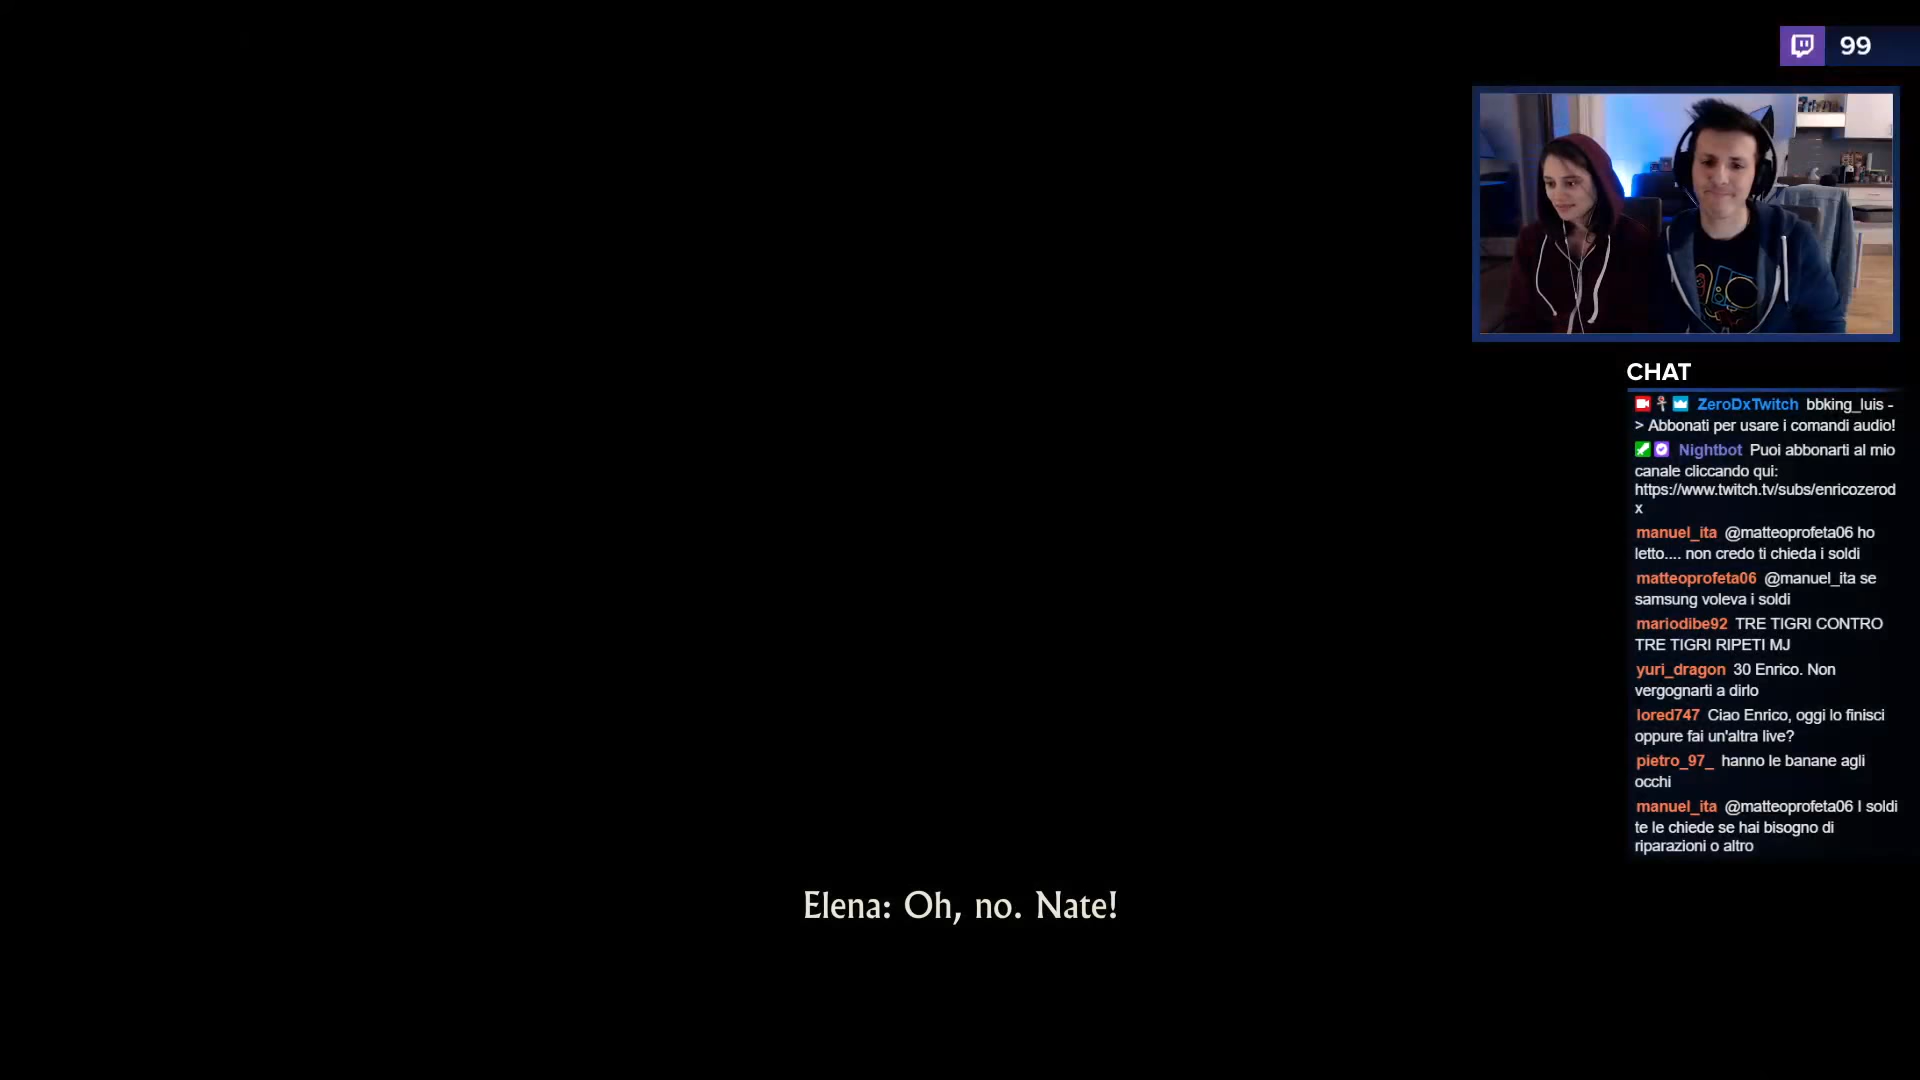 99
CHAT
ZeroDxTwitch bbking_luis -
> Abbonati per usare i comandi audio!
Nightbot Puoi abbonarti al mio
canale cliccando qui:
https://www.twitch.tv/subs/enricozerod
x
manuel_ita @matteoprofeta06 ho
letto.... non credo ti chieda i soldi
matteoprofeta06 @manuel_ita se
samsung voleva i soldi
mariodibe92 TRE TIGRI CONTRO
TRE TIGRI RIPETI MJ
yuri_dragon 30 Enrico. Non
vergognarti a dirlo
lored747 Ciao Enrico, oggi lo finisci
oppure fai un'altra live?
pietro_97_ hanno le banane agli
occhi
manuel_ita @matteoprofeta06 I soldi
te le chiede se hai bisogno di
riparazioni o altro
Elena: Oh, no. Nate!